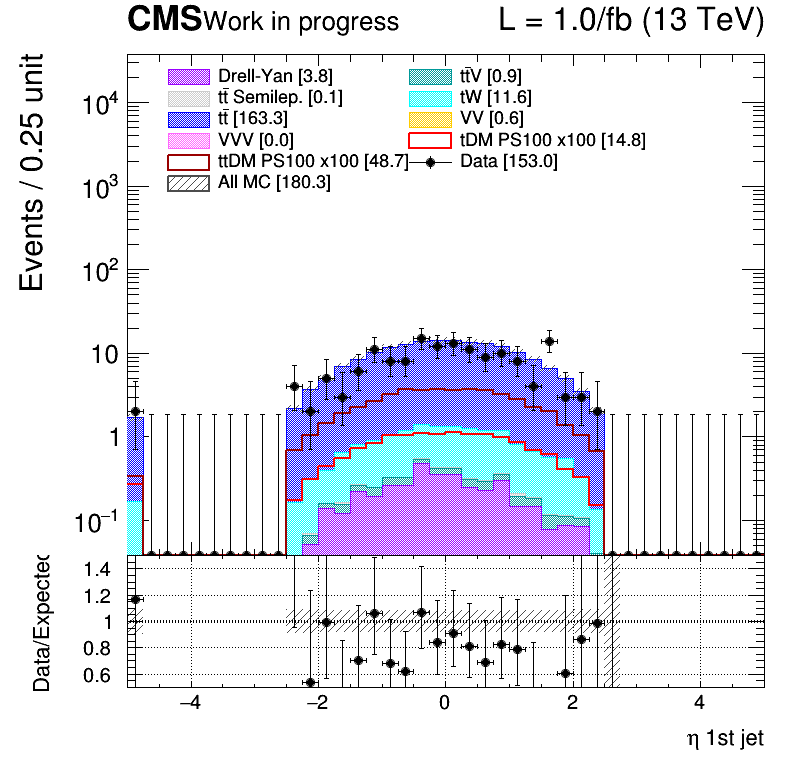 CMS Work in progress L = 1.0/fb (13 TeV)
Events / 0.25 unit
Drell-Yan [3.8] tt̄V [0.9]
tt̄ Semilep. [0.1] tW [11.6]
tt̄ [163.3] VV [0.6]
VVV [0.0] tDM PS100 x100 [14.8]
ttDM PS100 x100 [48.7] Data [153.0]
All MC [180.3]
10⁴
10³
10²
10
1
10⁻¹
Data/Expected
1.4
1.2
1
0.8
0.6
−4 −2 0 2 4
η 1st jet